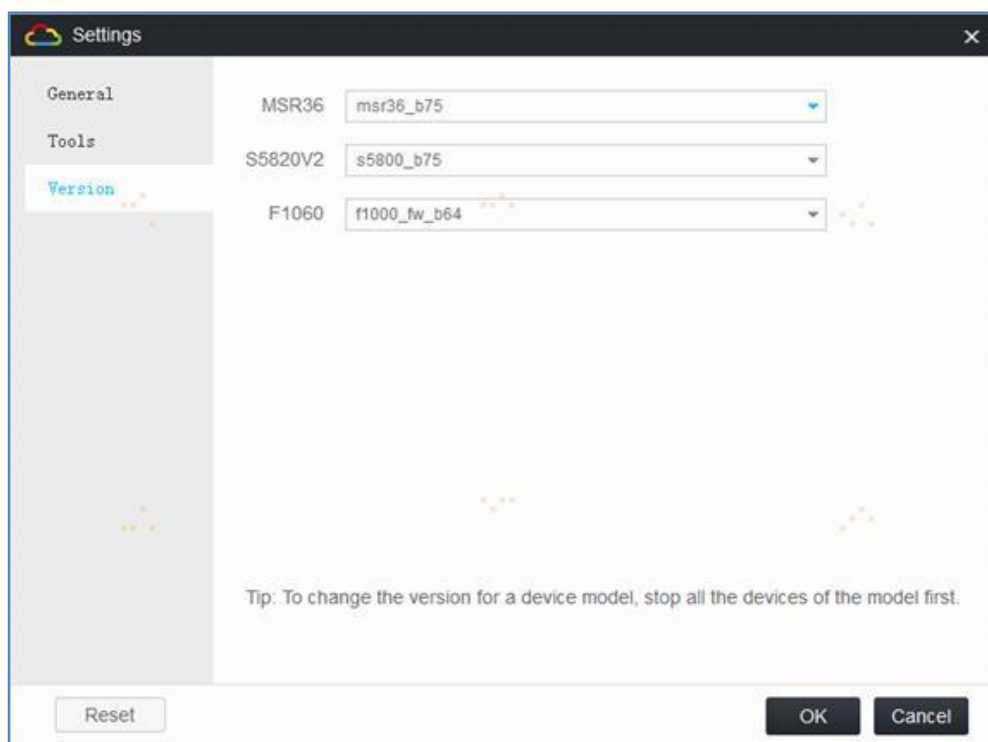 Settings
General
Tools
Version
MSR36 msr36_b75
S5820V2 s5800_b75
F1060 f1000_fw_b64
Tip: To change the version for a device model, stop all the devices of the model first.
Reset
OK
Cancel